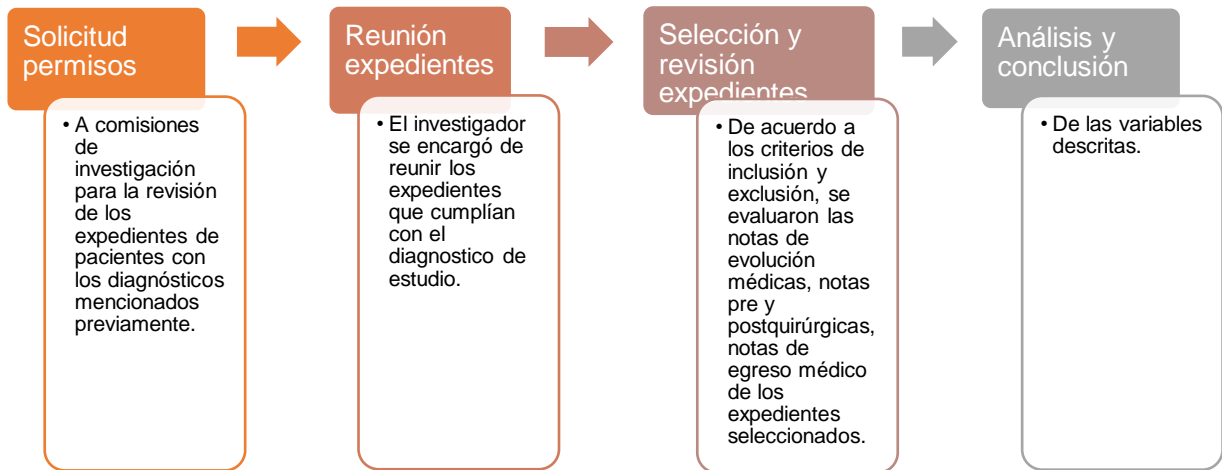 Solicitud
permisos
• A comisiones
de
investigación
para la revisión
de los
expedientes de
pacientes con
los diagnósticos
mencionados
previamente.
Reunión
expedientes
• El investigador
se encargó de
reunir los
expedientes
que cumplían
con el
diagnostico de
estudio.
Selección y
revisión
expedientes
• De acuerdo a
los criterios de
inclusión y
exclusión, se
evaluaron las
notas de
evolución
médicas, notas
pre y
postquirúrgicas,
notas de
egreso médico
de los
expedientes
seleccionados.
Análisis y
conclusión
• De las variables
descritas.